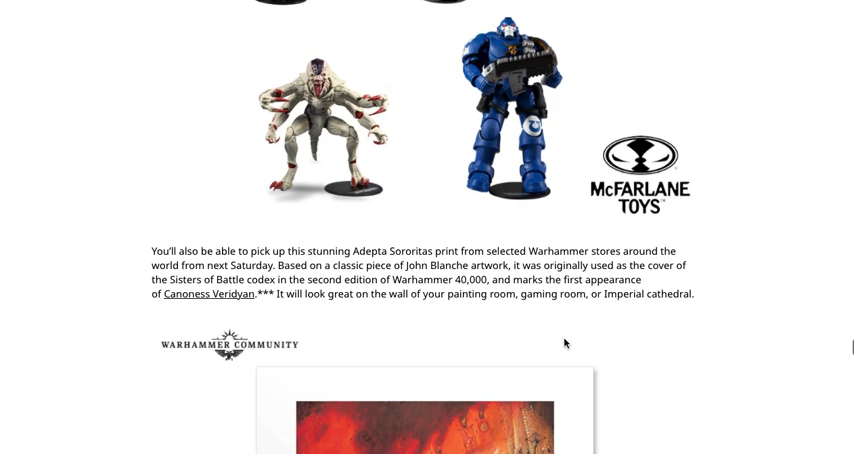 McFARLANE
TOYS™
You’ll also be able to pick up this stunning Adepta Sororitas print from selected Warhammer stores around the
world from next Saturday. Based on a classic piece of John Blanche artwork, it was originally used as the cover of
the Sisters of Battle codex in the second edition of Warhammer 40,000, and marks the first appearance
of Canoness Veridyan.*** It will look great on the wall of your painting room, gaming room, or Imperial cathedral.
WARHAMMER COMMUNITY